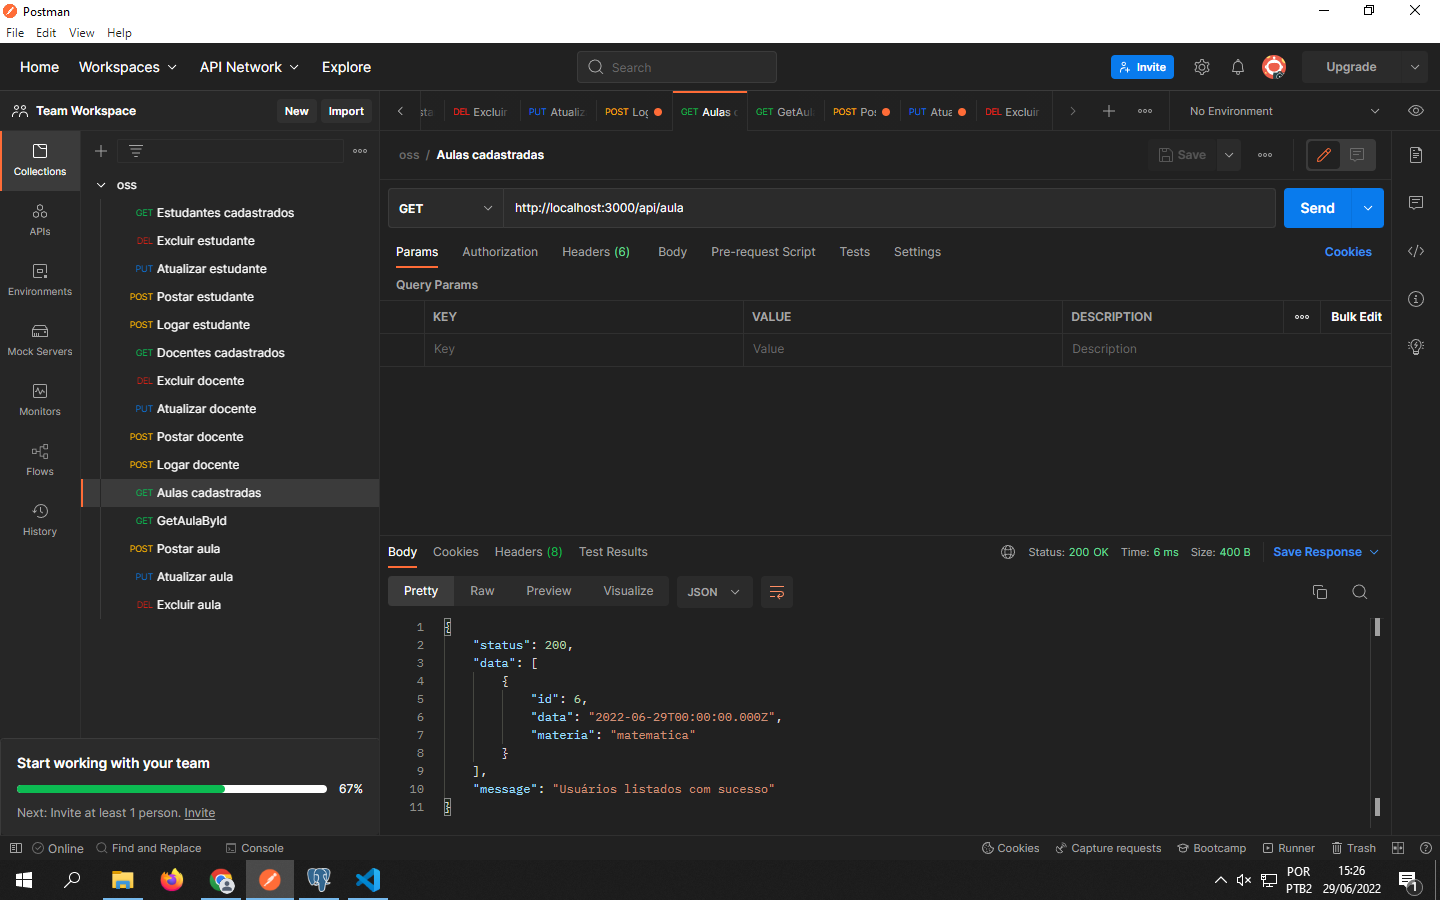 Postman
File Edit View Help
Home Workspaces API Network Explore
Search
Invite
Upgrade
Team Workspace
New Import
sta
DEL Excluir
PUT Atualiz
POST Log
GET Aulas c
GET GetAula
POST Pos
PUT Atua
DEL Excluir
No Environment
Collections
APIs
Environments
Mock Servers
Monitors
Flows
History
oss
GET Estudantes cadastrados
DEL Excluir estudante
PUT Atualizar estudante
POST Postar estudante
POST Logar estudante
GET Docentes cadastrados
DEL Excluir docente
PUT Atualizar docente
POST Postar docente
POST Logar docente
GET Aulas cadastradas
GET GetAulaById
POST Postar aula
PUT Atualizar aula
DEL Excluir aula
Start working with your team
67%
Next: Invite at least 1 person. Invite
oss / Aulas cadastradas
Save
GET http://localhost:3000/api/aula
Send
Params Authorization Headers (6) Body Pre-request Script Tests Settings Cookies
Query Params
KEY VALUE DESCRIPTION Bulk Edit
Key Value Description
Body Cookies Headers (8) Test Results
Status: 200 OK Time: 6 ms Size: 400 B Save Response
Pretty Raw Preview Visualize JSON
1 {
2 "status": 200,
3 "data": [
4 {
5 "id": 6,
6 "data": "2022-06-29T00:00:00.000Z",
7 "materia": "matematica"
8 }
9 ],
10 "message": "Usuários listados com sucesso"
11 }
Online Find and Replace Console
Cookies Capture requests Bootcamp Runner Trash
POR
PTB2
15:26
29/06/2022
1